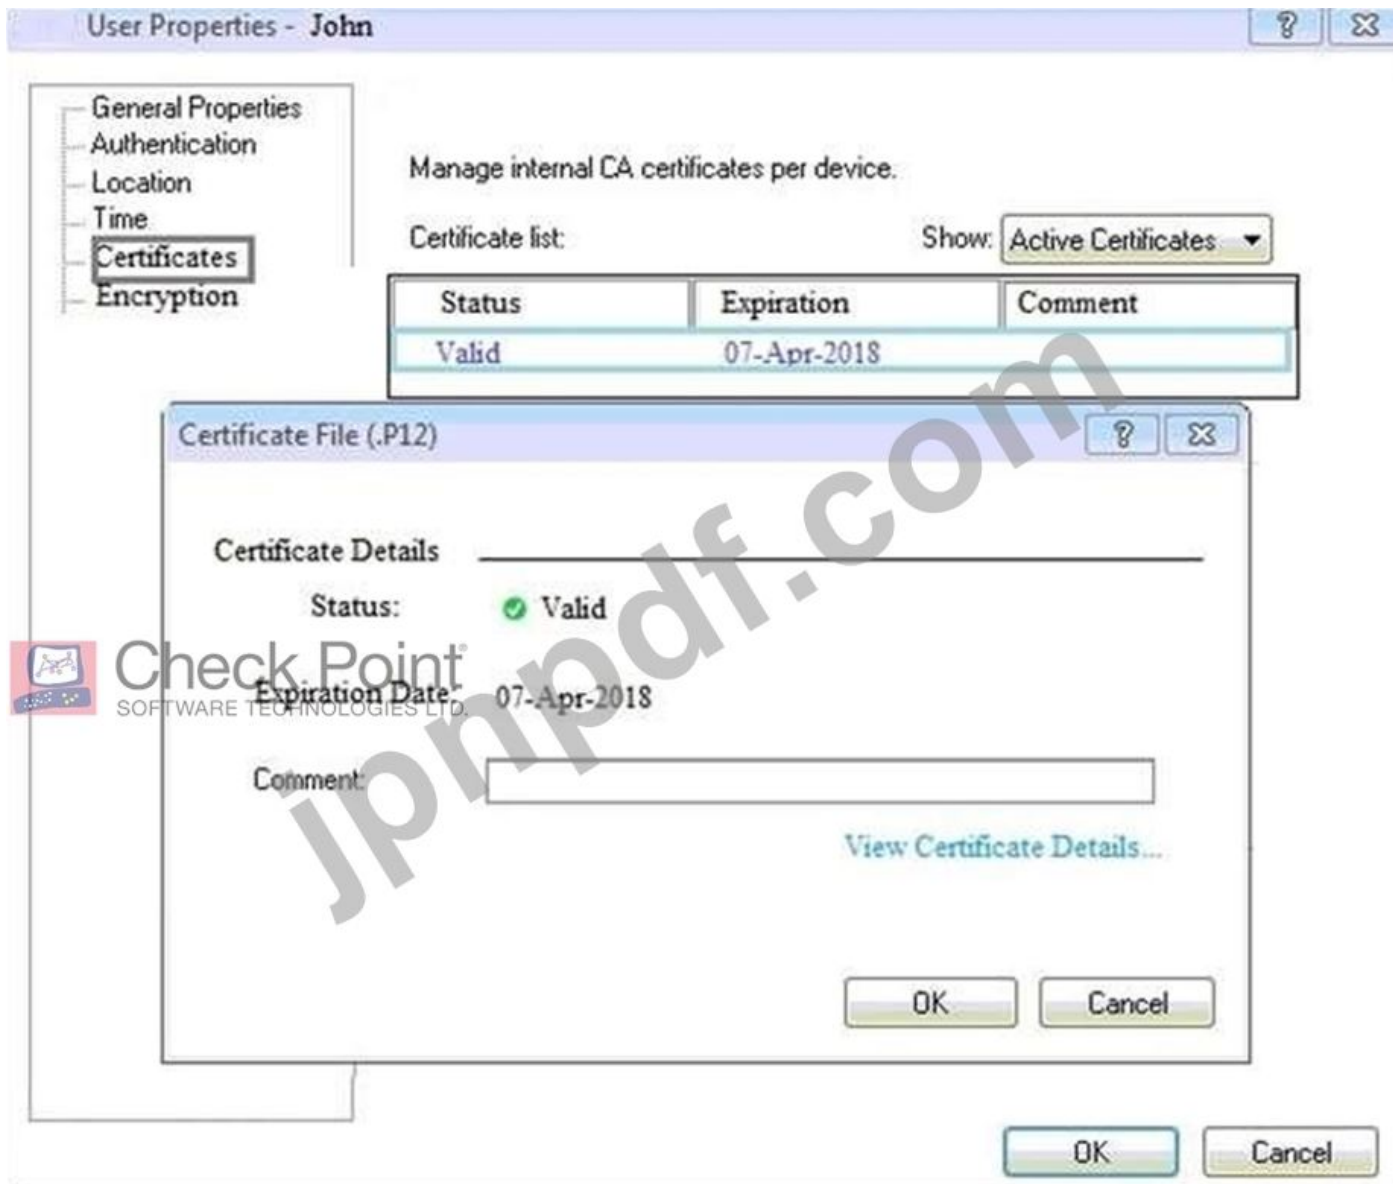 User Properties - John
General Properties
Authentication
Location
Time
Certificates
Encryption
Manage internal CA certificates per device.
Certificate list:
Show: Active Certificates
Status Expiration Comment
Valid 07-Apr-2018
Certificate File (.P12)
Certificate Details
Status: Valid
Check Point
SOFTWARE TECHNOLOGIES LTD.
Expiration Date: 07-Apr-2018
Comment:
View Certificate Details...
OK Cancel
OK Cancel
jpnpdf.com